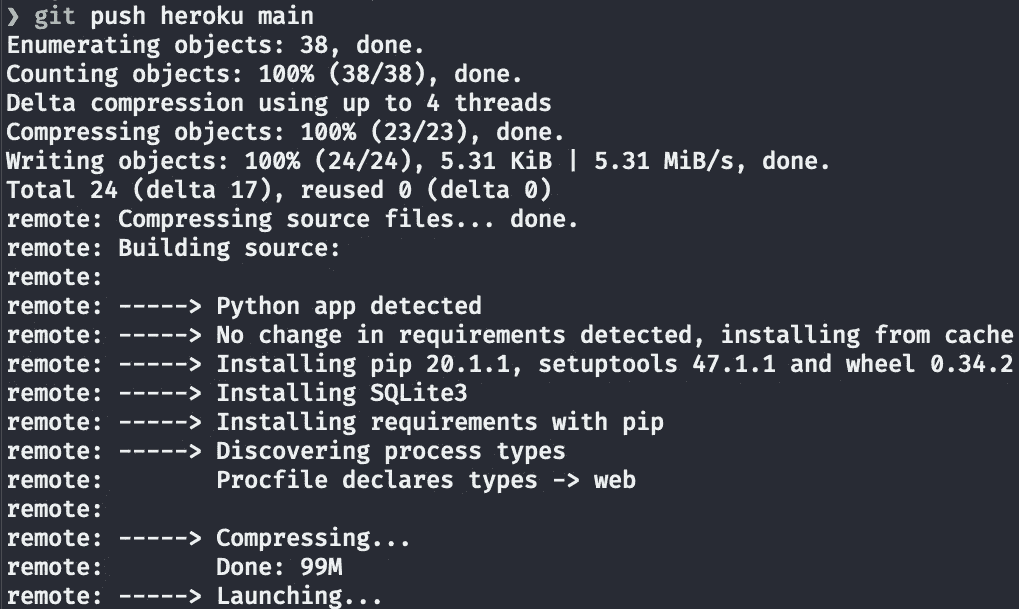 ❯ git push heroku main
Enumerating objects: 38, done.
Counting objects: 100% (38/38), done.
Delta compression using up to 4 threads
Compressing objects: 100% (23/23), done.
Writing objects: 100% (24/24), 5.31 KiB | 5.31 MiB/s, done.
Total 24 (delta 17), reused 0 (delta 0)
remote: Compressing source files... done.
remote: Building source:
remote:
remote: -----> Python app detected
remote: -----> No change in requirements detected, installing from cache
remote: -----> Installing pip 20.1.1, setuptools 47.1.1 and wheel 0.34.2
remote: -----> Installing SQLite3
remote: -----> Installing requirements with pip
remote: -----> Discovering process types
remote:        Procfile declares types -> web
remote:
remote: -----> Compressing...
remote:        Done: 99M
remote: -----> Launching...